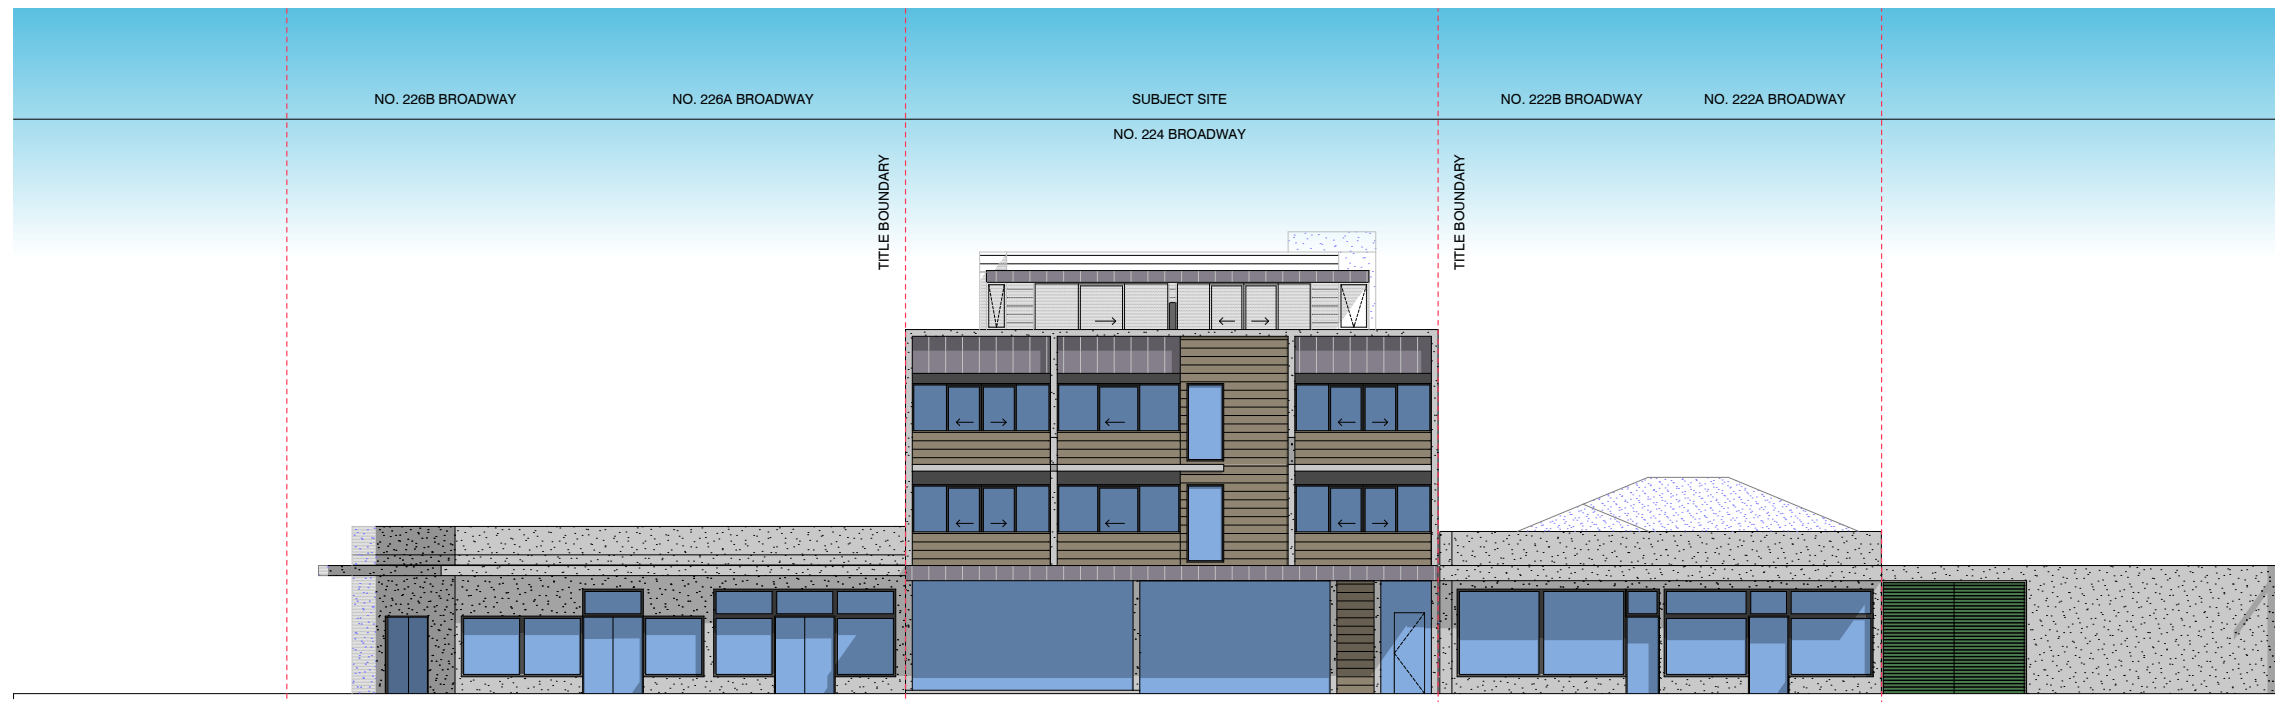 NO. 226B BROADWAY
NO. 226A BROADWAY
SUBJECT SITE
NO. 222B BROADWAY
NO. 222A BROADWAY
NO. 224 BROADWAY
TITLE BOUNDARY
TITLE BOUNDARY